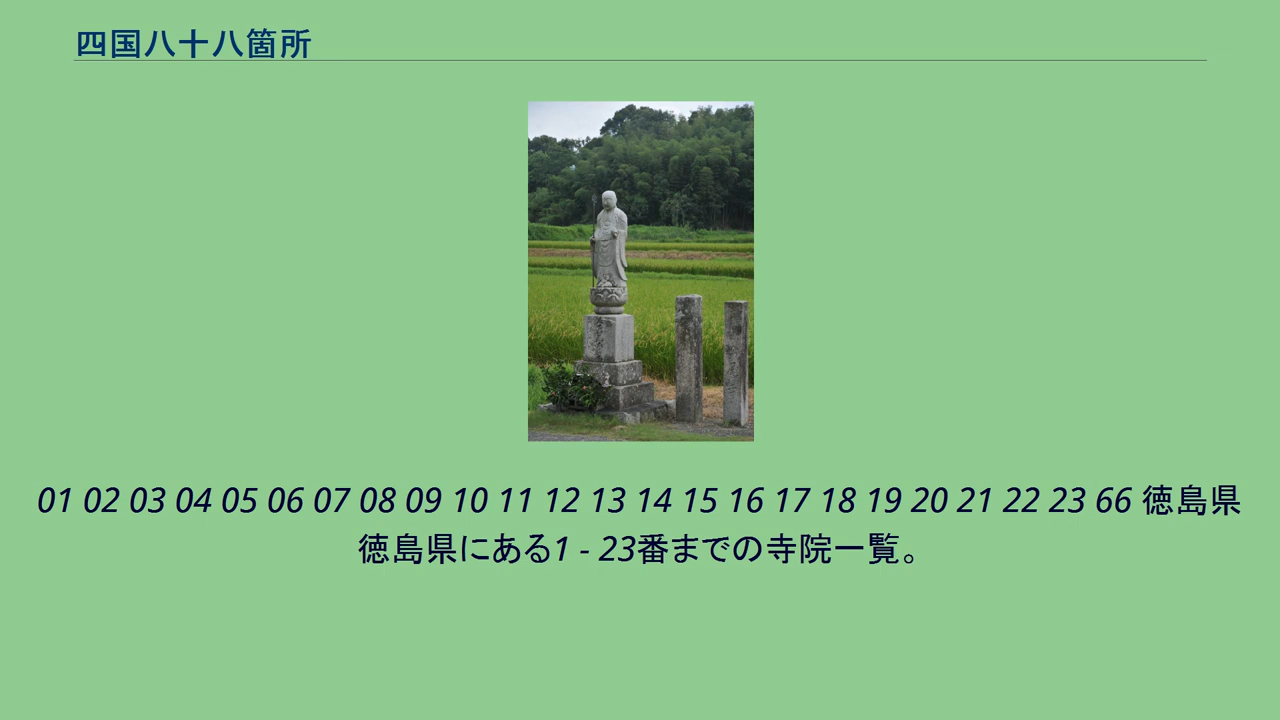 四国八十八箇所
01 02 03 04 05 06 07 08 09 10 11 12 13 14 15 16 17 18 19 20 21 22 23 66 徳島県
徳島県にある1 - 23番までの寺院一覧。